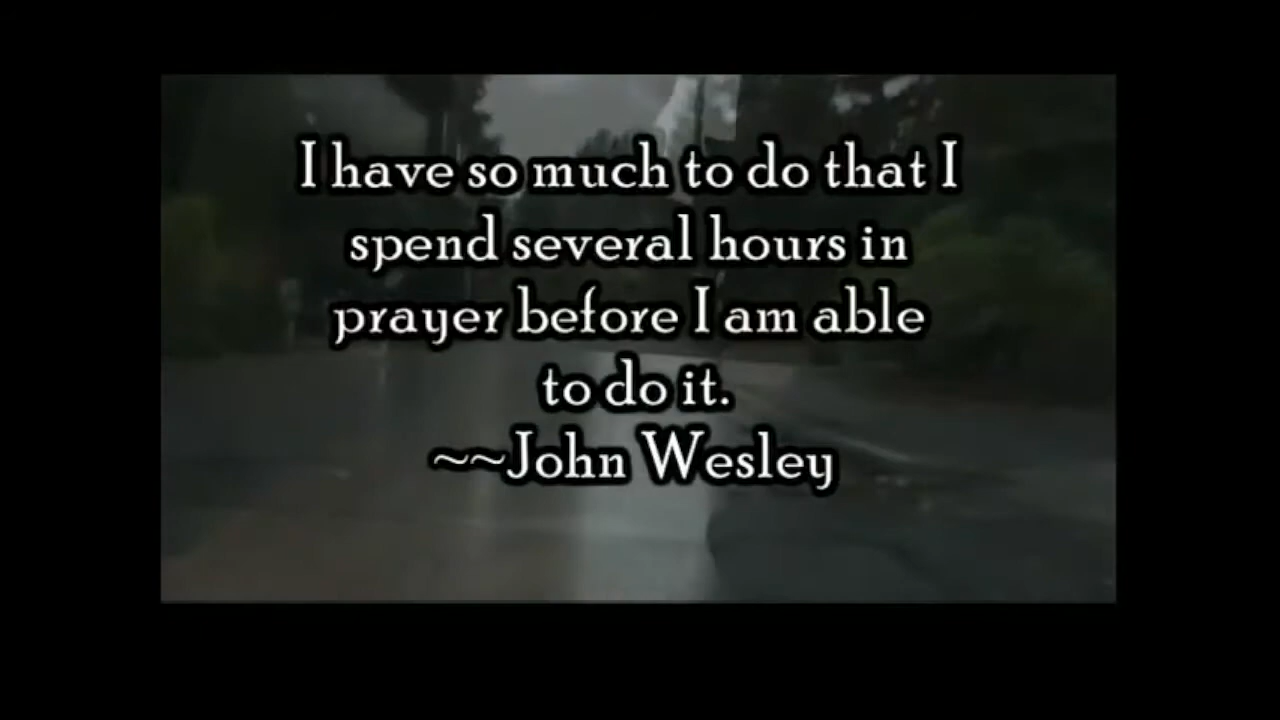 I have so much to do that I
spend several hours in
prayer before I am able
to do it.
~~John Wesley